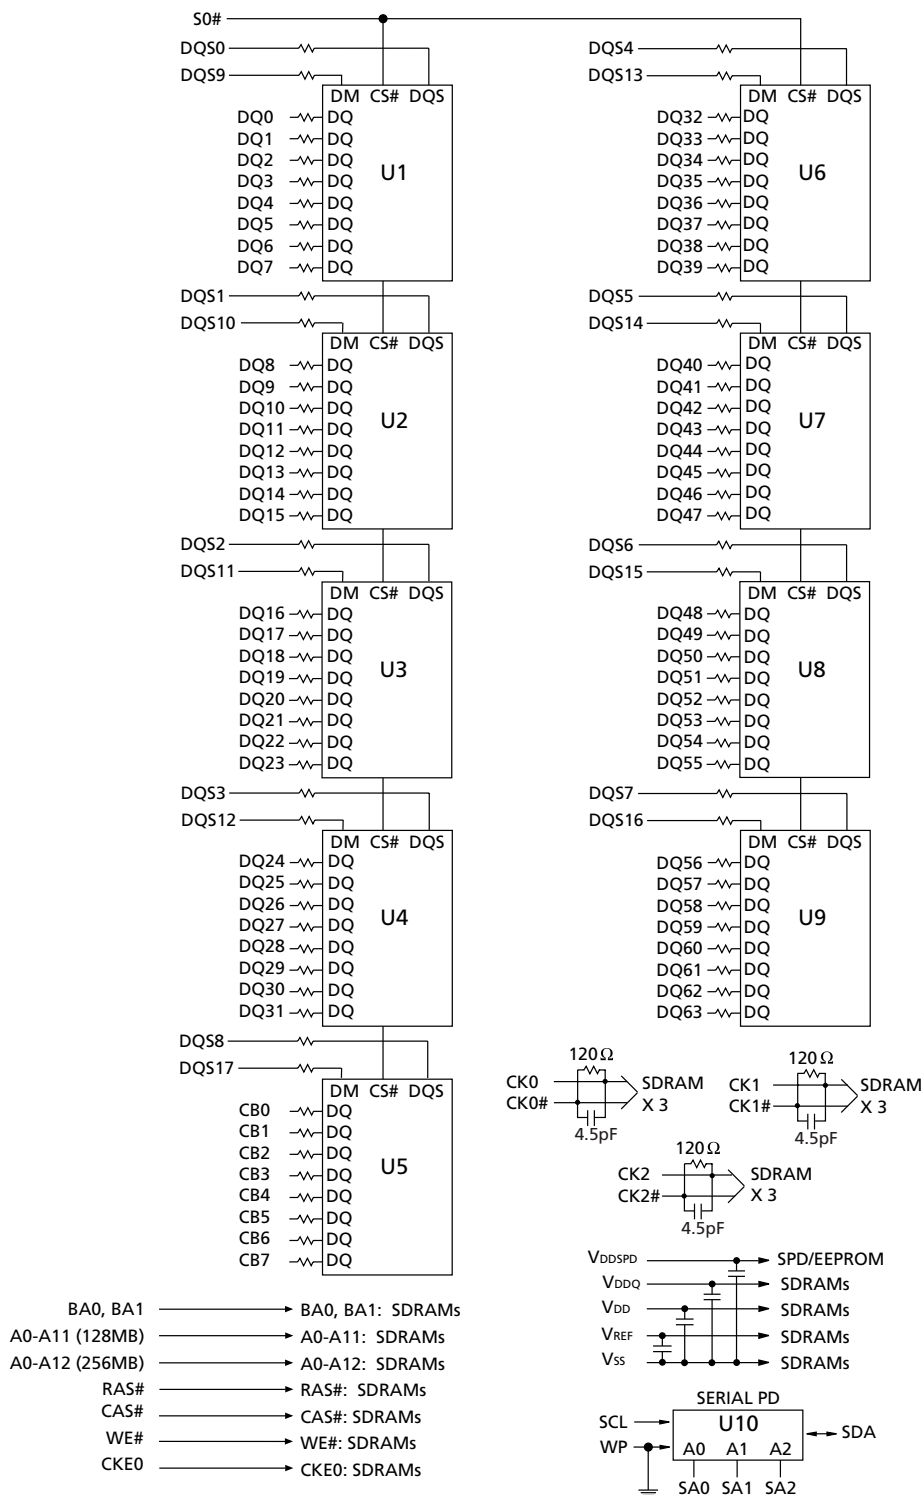 S0#
DQS0
DQS9
DM CS# DQS
DQ0 DQ
DQ1 DQ
DQ2 DQ
DQ3 DQ
DQ4 DQ
DQ5 DQ
DQ6 DQ
DQ7 DQ
U1
DQS1
DQS10
DM CS# DQS
DQ8 DQ
DQ9 DQ
DQ10 DQ
DQ11 DQ
DQ12 DQ
DQ13 DQ
DQ14 DQ
DQ15 DQ
U2
DQS2
DQS11
DM CS# DQS
DQ16 DQ
DQ17 DQ
DQ18 DQ
DQ19 DQ
DQ20 DQ
DQ21 DQ
DQ22 DQ
DQ23 DQ
U3
DQS3
DQS12
DM CS# DQS
DQ24 DQ
DQ25 DQ
DQ26 DQ
DQ27 DQ
DQ28 DQ
DQ29 DQ
DQ30 DQ
DQ31 DQ
U4
DQS8
DQS17
DM CS# DQS
CB0 DQ
CB1 DQ
CB2 DQ
CB3 DQ
CB4 DQ
CB5 DQ
CB6 DQ
CB7 DQ
U5
DQS4
DQS13
DM CS# DQS
DQ32 DQ
DQ33 DQ
DQ34 DQ
DQ35 DQ
DQ36 DQ
DQ37 DQ
DQ38 DQ
DQ39 DQ
U6
DQS5
DQS14
DM CS# DQS
DQ40 DQ
DQ41 DQ
DQ42 DQ
DQ43 DQ
DQ44 DQ
DQ45 DQ
DQ46 DQ
DQ47 DQ
U7
DQS6
DQS15
DM CS# DQS
DQ48 DQ
DQ49 DQ
DQ50 DQ
DQ51 DQ
DQ52 DQ
DQ53 DQ
DQ54 DQ
DQ55 DQ
U8
DQS7
DQS16
DM CS# DQS
DQ56 DQ
DQ57 DQ
DQ58 DQ
DQ59 DQ
DQ60 DQ
DQ61 DQ
DQ62 DQ
DQ63 DQ
U9
120 Ω
CK0 SDRAM
CK0# X 3
4.5pF
120 Ω
CK1 SDRAM
CK1# X 3
4.5pF
120 Ω
CK2 SDRAM
CK2# X 3
4.5pF
VDDSPD SPD/EEPROM
VDDQ SDRAMs
VDD SDRAMs
VREF SDRAMs
VSS SDRAMs
BA0, BA1 BA0, BA1: SDRAMs
A0-A11 (128MB) A0-A11: SDRAMs
A0-A12 (256MB) A0-A12: SDRAMs
RAS# RAS#: SDRAMs
CAS# CAS#: SDRAMs
WE# WE#: SDRAMs
CKE0 CKE0: SDRAMs
SERIAL PD
SCL U10 SDA
WP A0 A1 A2
SA0 SA1 SA2